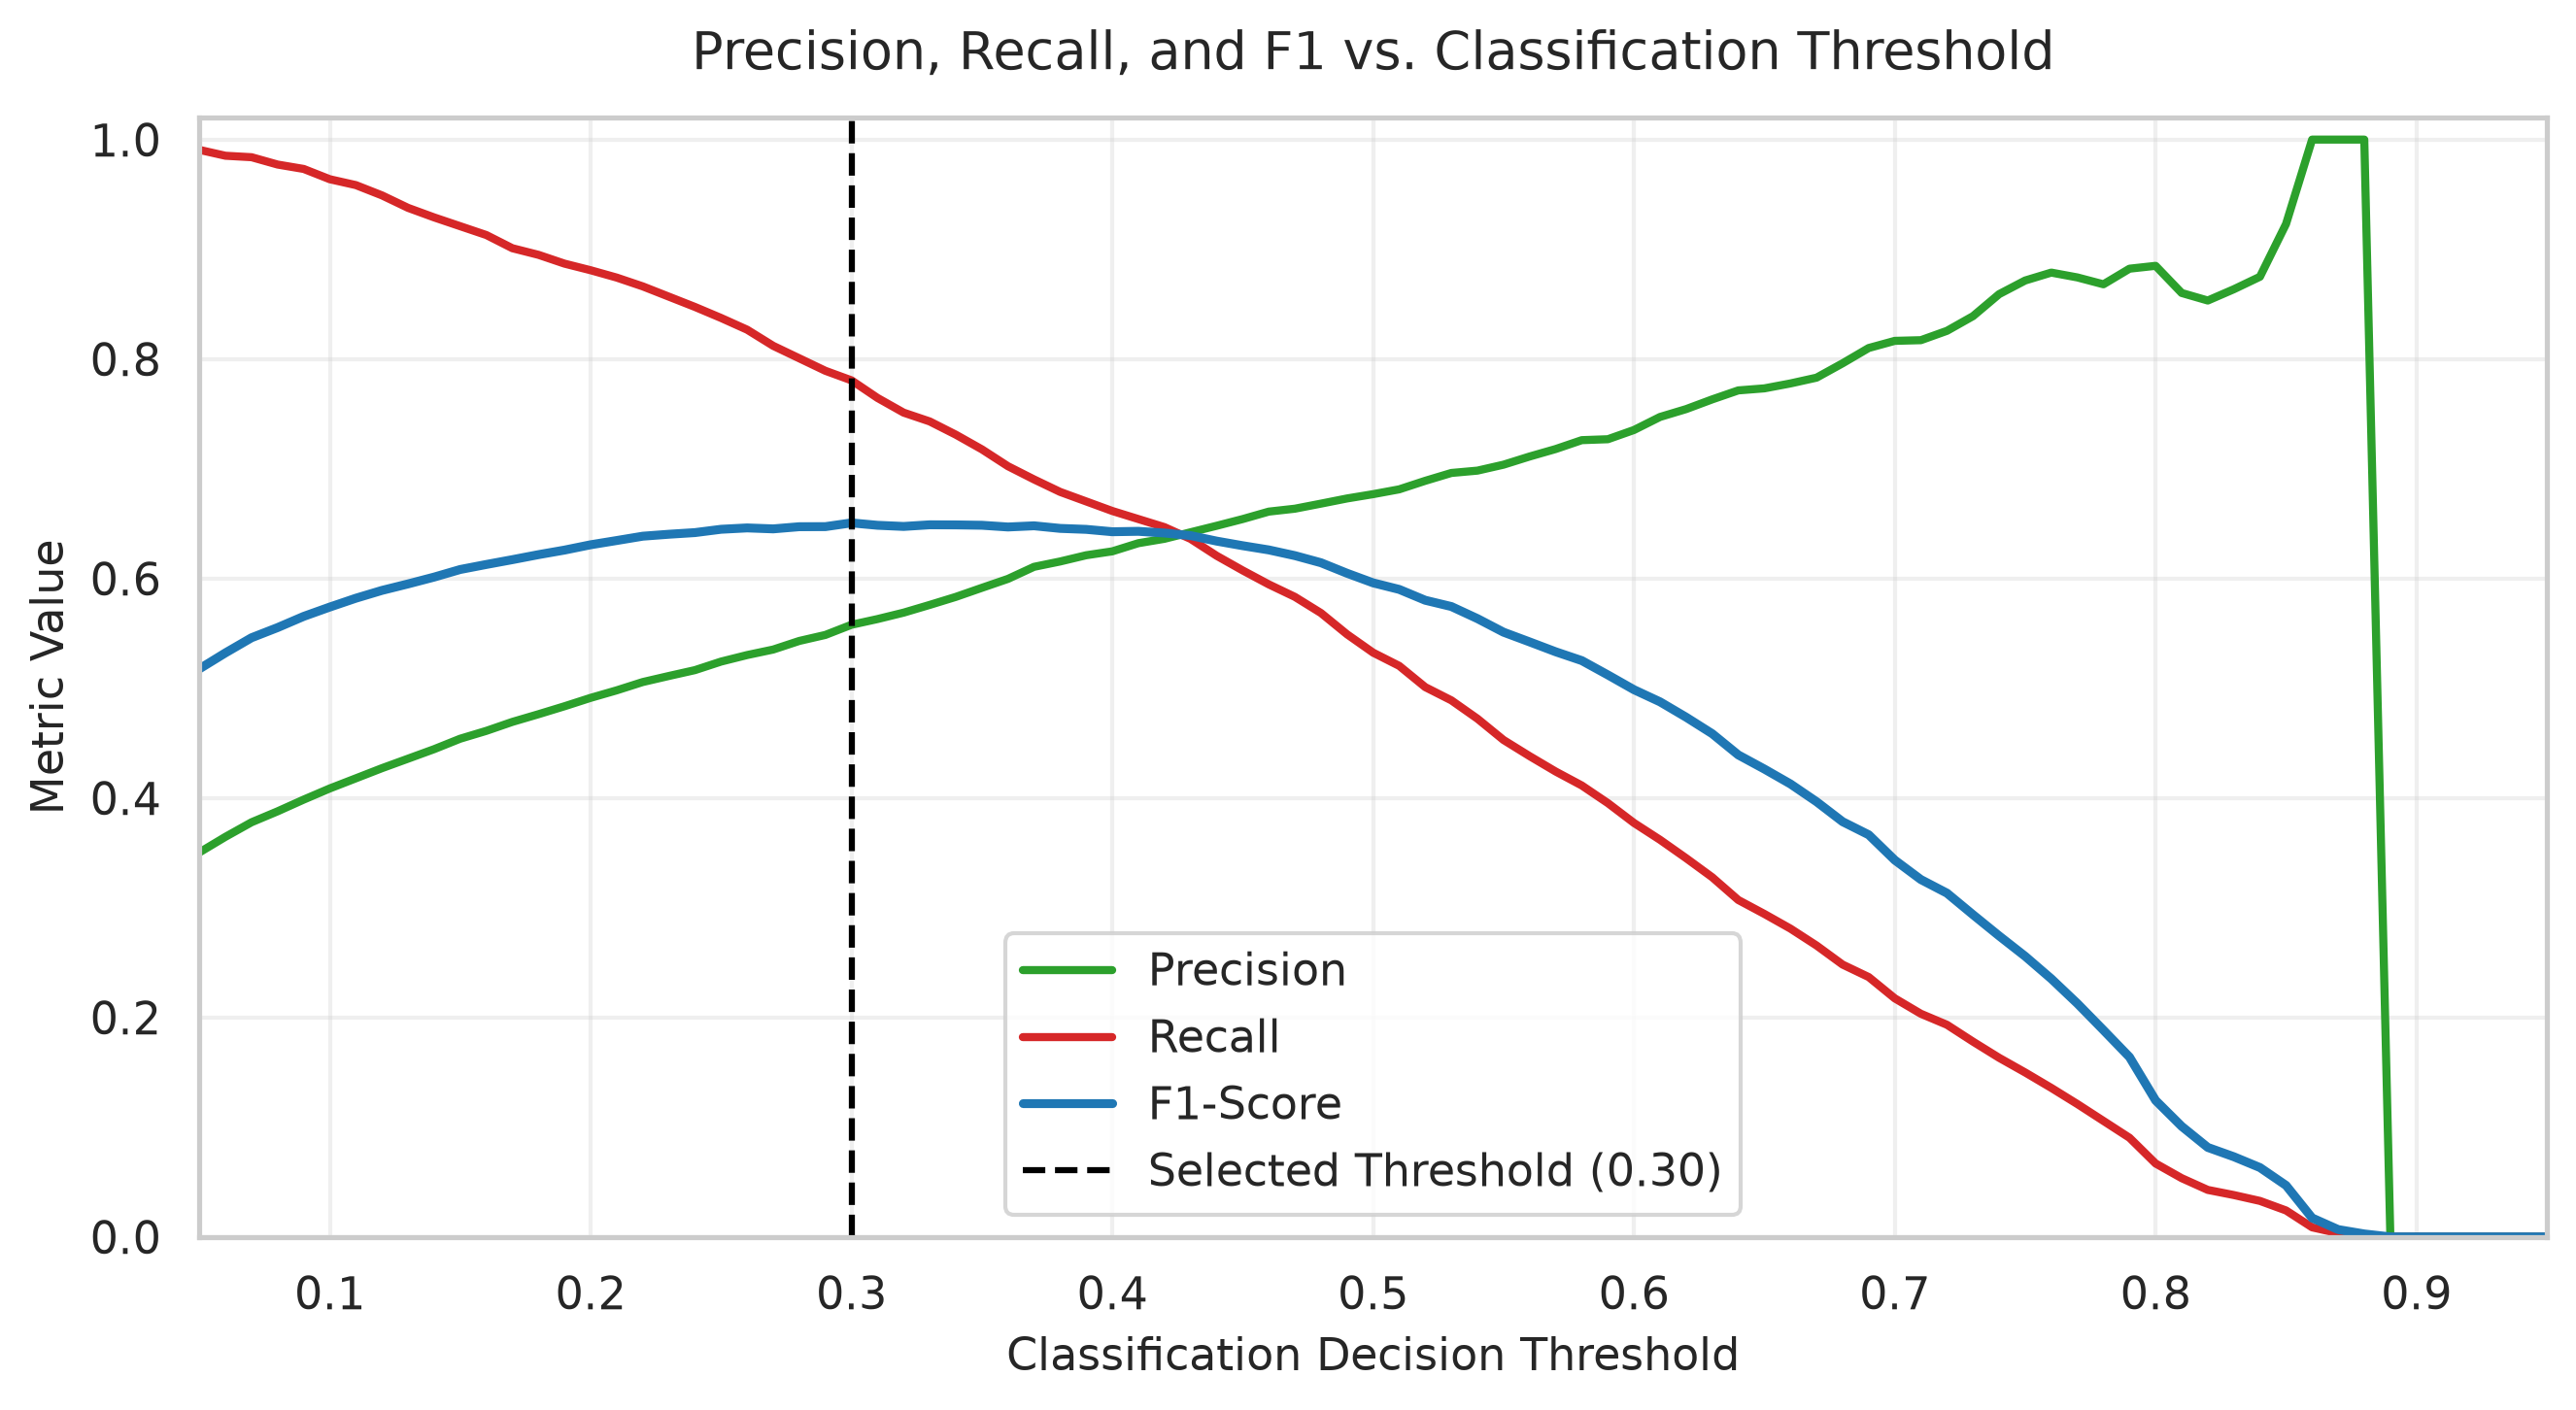 Precision, Recall, and F1 vs. Classification Threshold
Metric Value
1.0
0.8
0.6
0.4
0.2
0.0
Precision
Recall
F1-Score
Selected Threshold (0.30)
0.1 0.2 0.3 0.4 0.5 0.6 0.7 0.8 0.9
Classification Decision Threshold